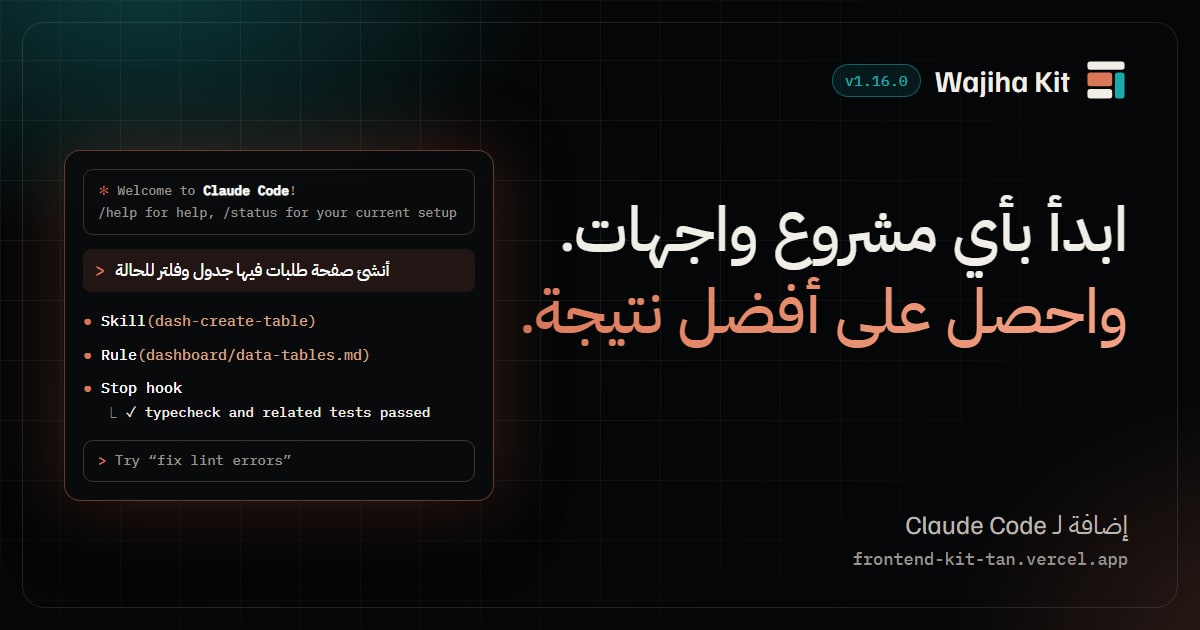 v1.16.0 Wajiha Kit
ابدأ بأي مشروع واجهات.
واحصل على أفضل نتيجة.
✻ Welcome to Claude Code!
/help for help, /status for your current setup
> أنشئ صفحة طلبات فيها جدول وفلتر للحالة
● Skill(dash-create-table)
● Rule(dashboard/data-tables.md)
● Stop hook
└ ✓ typecheck and related tests passed
> Try “fix lint errors”
إضافة لـ Claude Code
frontend-kit-tan.vercel.app